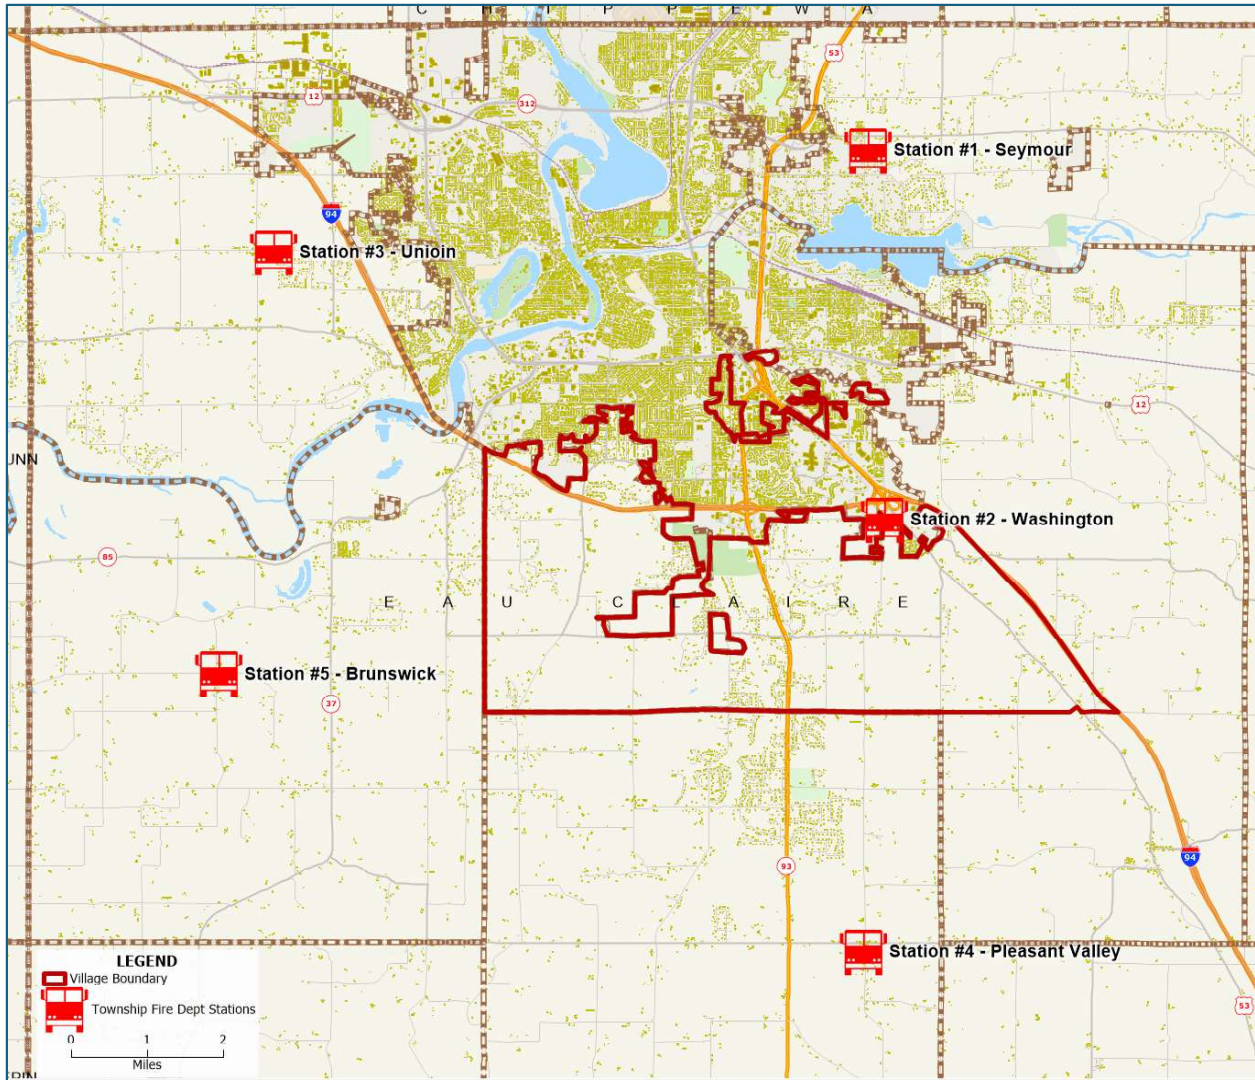 C H I P P E W A
53
12
312
Station #1 - Seymour
94
Station #3 - Unioin
12
UNN
Station #2 - Washington
85
E A U C L A I R E
Station #5 - Brunswick
37
94
93
Station #4 - Pleasant Valley
LEGEND
Village Boundary
Township Fire Dept Stations
0 1 2
Miles
53